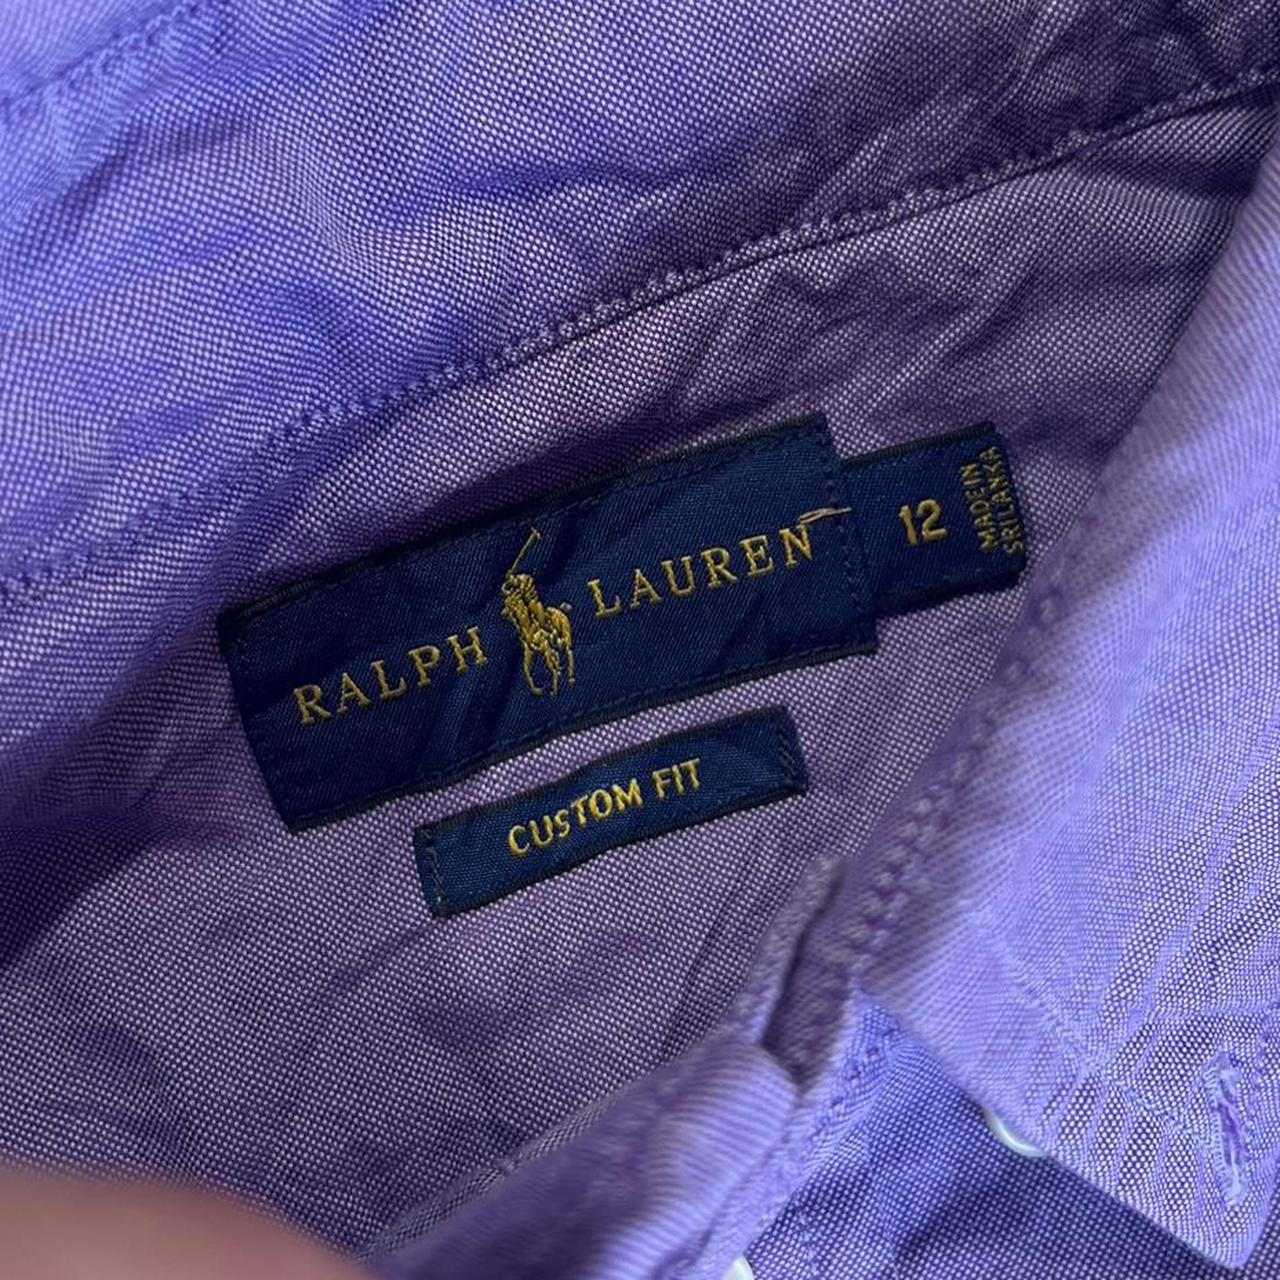 RALPH LAUREN
12
MADE IN
SRI LANKA
CUSTOM FIT